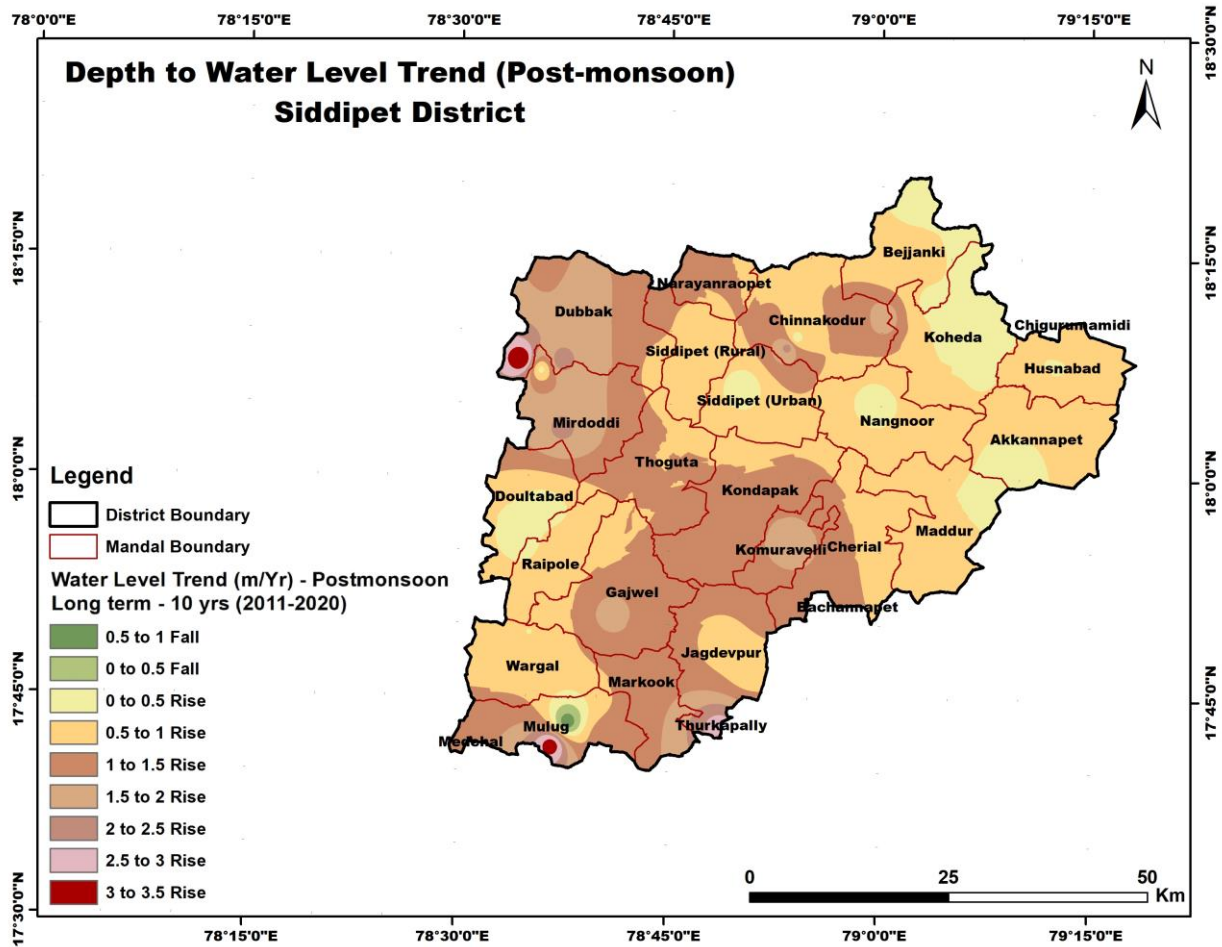 78°0'0"E
78°15'0"E
78°30'0"E
78°45'0"E
79°0'0"E
79°15'0"E
18°30'0"N
18°30'0"N
Depth to Water Level Trend (Post-monsoon)
Siddipet District
N
18°15'0"N
18°15'0"N
Bejjanki
Narayanraopet
Dubbak
Chinnakodur
Chigurumamidi
Koheda
Siddipet (Rural)
Husnabad
Siddipet (Urban)
Mirdoddi
Nangnoor
Akkannapet
18°0'0"N
18°0'0"N
Thoguta
Kondapak
Doultabad
Maddur
Komuravelli
Cherial
Raipole
Gajwel
Bachannapet
Jagdevpur
Wargal
Markook
17°45'0"N
17°45'0"N
Mulug
Thurkapally
Medchal
Legend
District Boundary
Mandal Boundary
Water Level Trend (m/Yr) - Postmonsoon
Long term - 10 yrs (2011-2020)
0.5 to 1 Fall
0 to 0.5 Fall
0 to 0.5 Rise
0.5 to 1 Rise
1 to 1.5 Rise
1.5 to 2 Rise
2 to 2.5 Rise
2.5 to 3 Rise
3 to 3.5 Rise
0
25
50
Km
17°30'0"N
78°15'0"E
78°30'0"E
78°45'0"E
79°0'0"E
79°15'0"E